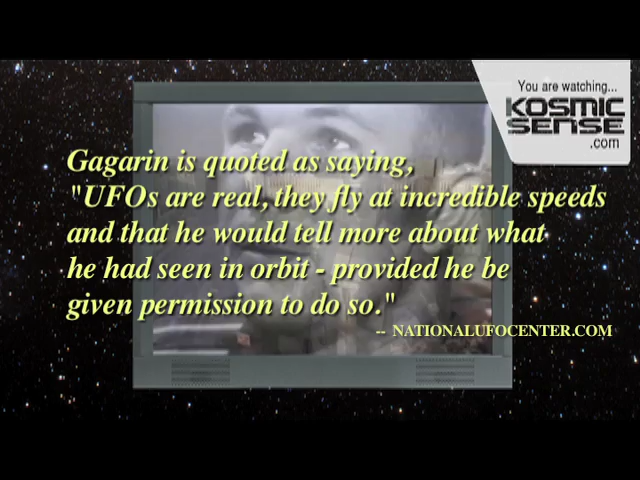 You are watching...
KOSMIC
SENSE
.com
Gagarin is quoted as saying,
"UFOs are real, they fly at incredible speeds
and that he would tell more about what
he had seen in orbit - provided he be
given permission to do so."
-- NATIONALUFOCENTER.COM